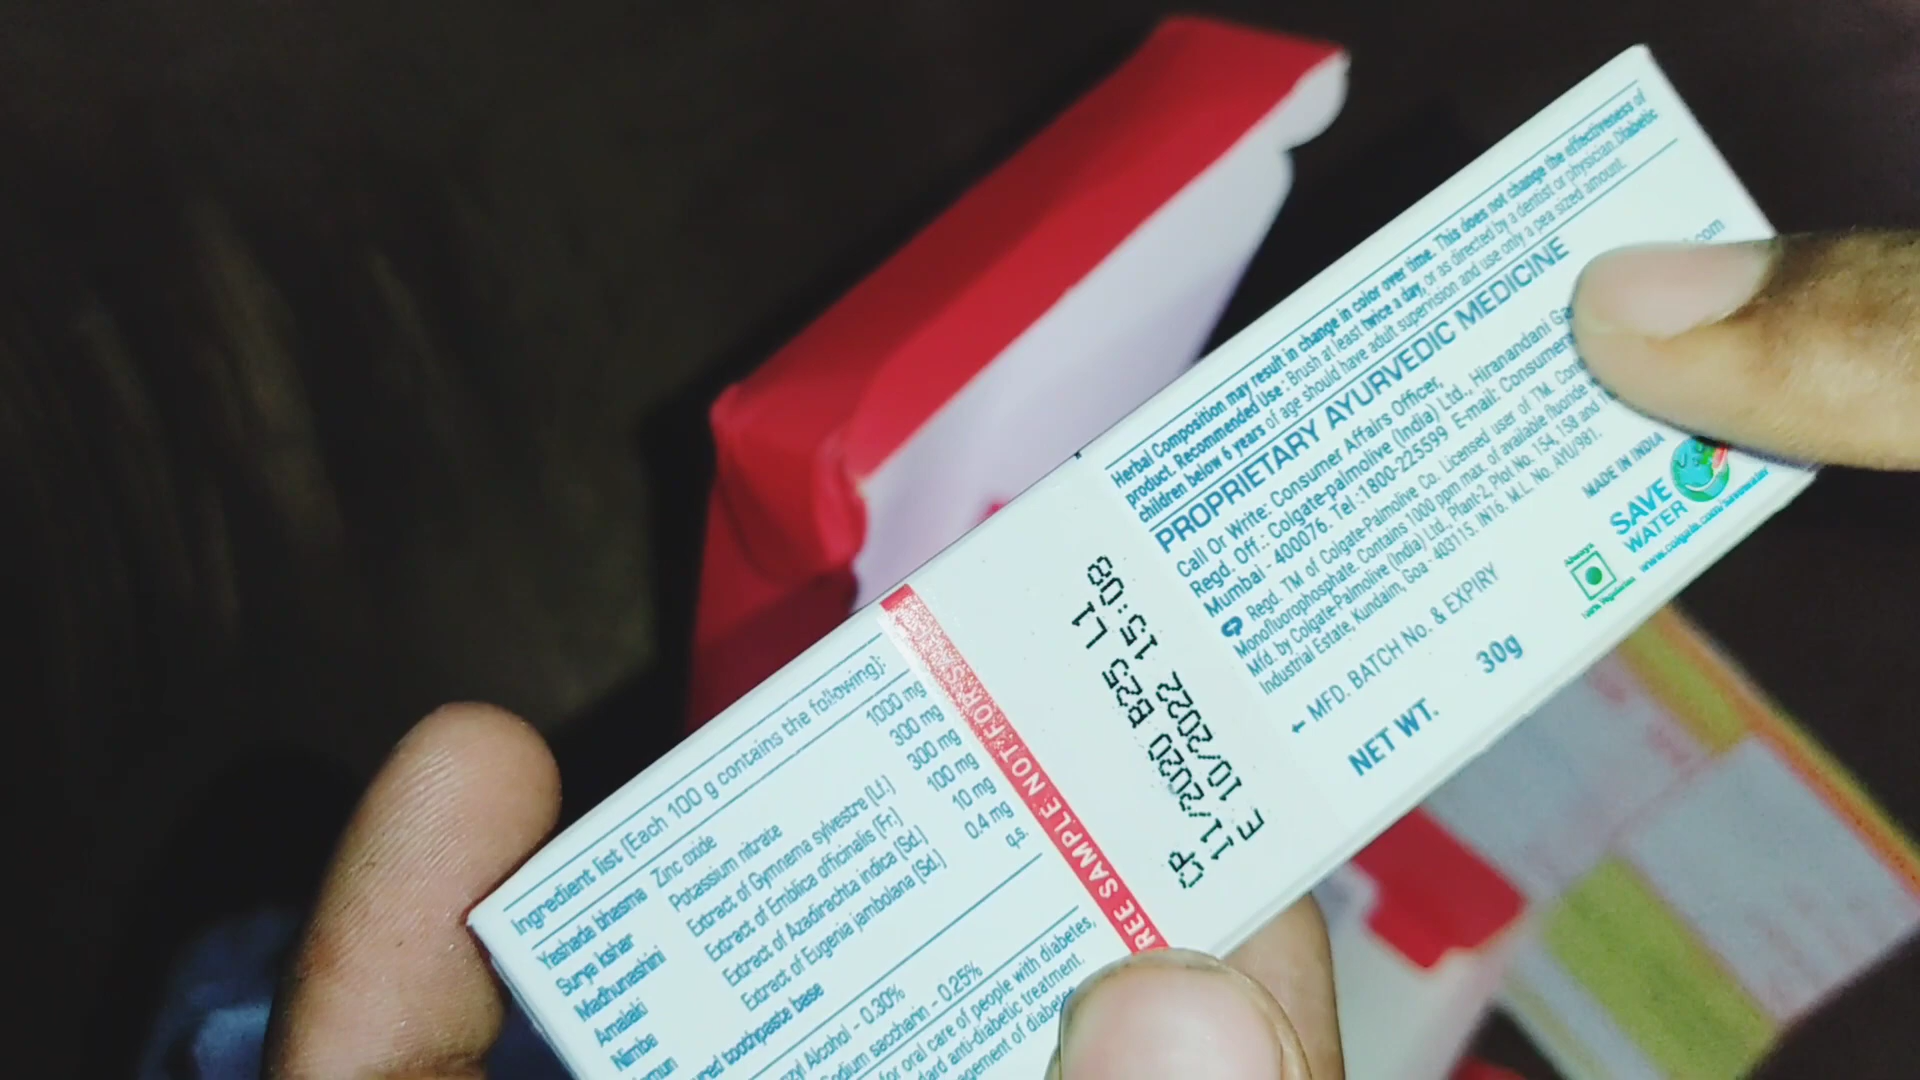 Ingredient list (Each 100 g contains the following):
Yashada bhasma Zinc oxide 1000 mg
Surya kshar Potassium nitrate 300 mg
Madhunashini Extract of Gymnema sylvestre (Lf.) 300 mg
Amalaki Extract of Emblica officinalis (Fr.) 100 mg
Nimba Extract of Azadirachta indica (Sd.) 10 mg
Extract of Eugenia jambolana (Sd.) 0.4 mg
toothpaste base q.s.
Alcohol - 0.30%
Sodium saccharin - 0.25%
for oral care of people with diabetes,
anti-diabetic treatment.
of diabetes
SAMPLE NOT FOR
CP
11/2020 B25 L1
E 10/2022 15:08
Herbal Composition may result in change in color over time. This does not change the effectiveness of
product. Recommended Use : Brush at least twice a day, or as directed by a dentist or physician. Diabetic
children below 6 years of age should have adult supervision and use only a pea sized amount.
PROPRIETARY AYURVEDIC MEDICINE
Call Or Write: Consumer Affairs Officer,
Regd. Off.: Colgate-palmolive (India) Ltd., Hiranandani
Mumbai - 400076. Tel.:1800-225599 E-mail: Consumer
.com
Regd. TM of Colgate-Palmolive Co. Licensed user of TM.
Monofluorophosphate Contains 1000 ppm max. of available fluoride
Mfd. by Colgate-Palmolive (India) Ltd., Plant-2, Plot No. 154, 158 and
Industrial Estate, Kundaim, Goa - 403115. IN16. M.L. No. AYU/981.
MADE IN INDIA
← MFD. BATCH No. & EXPIRY
NET WT. 30g
SAVE
WATER